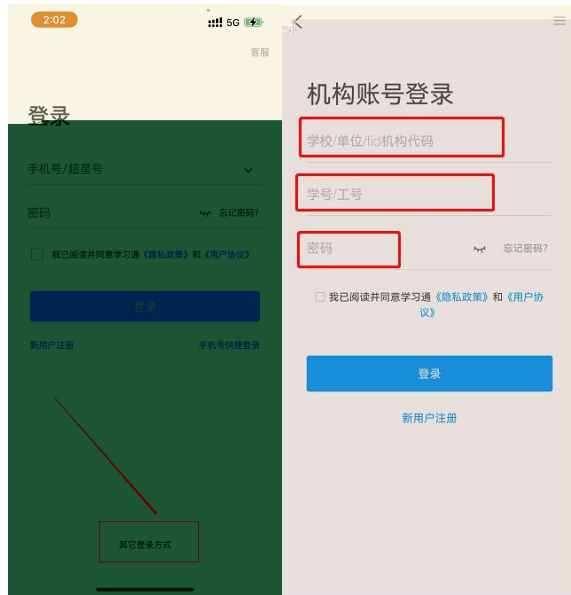 2:02
5G
客服
登录
手机号/超星号
密码
忘记密码?
我已阅读并同意学习通《隐私政策》和《用户协议》
登录
新用户注册
手机号快捷登录
其它登录方式
机构账号登录
学校/单位/fid机构代码
学号/工号
密码
忘记密码?
我已阅读并同意学习通《隐私政策》和《用户协
议》
登录
新用户注册